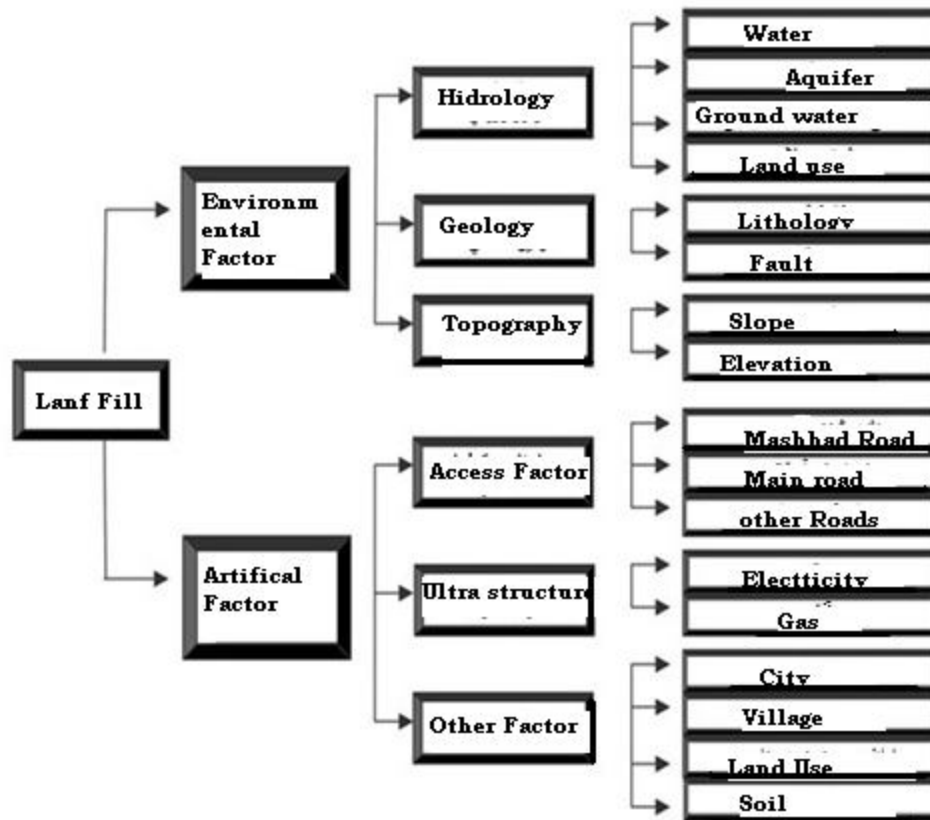 Lanf Fill
Environm
ental
Factor
Artifical
Factor
Hidrology
Geology
Topography
Access Factor
Ultra structure
Other Factor
Water
Aquifer
Ground water
Land use
Lithology
Fault
Slope
Elevation
Mashhad Road
Main road
other Roads
Electticity
Gas
City
Village
Land Use
Soil